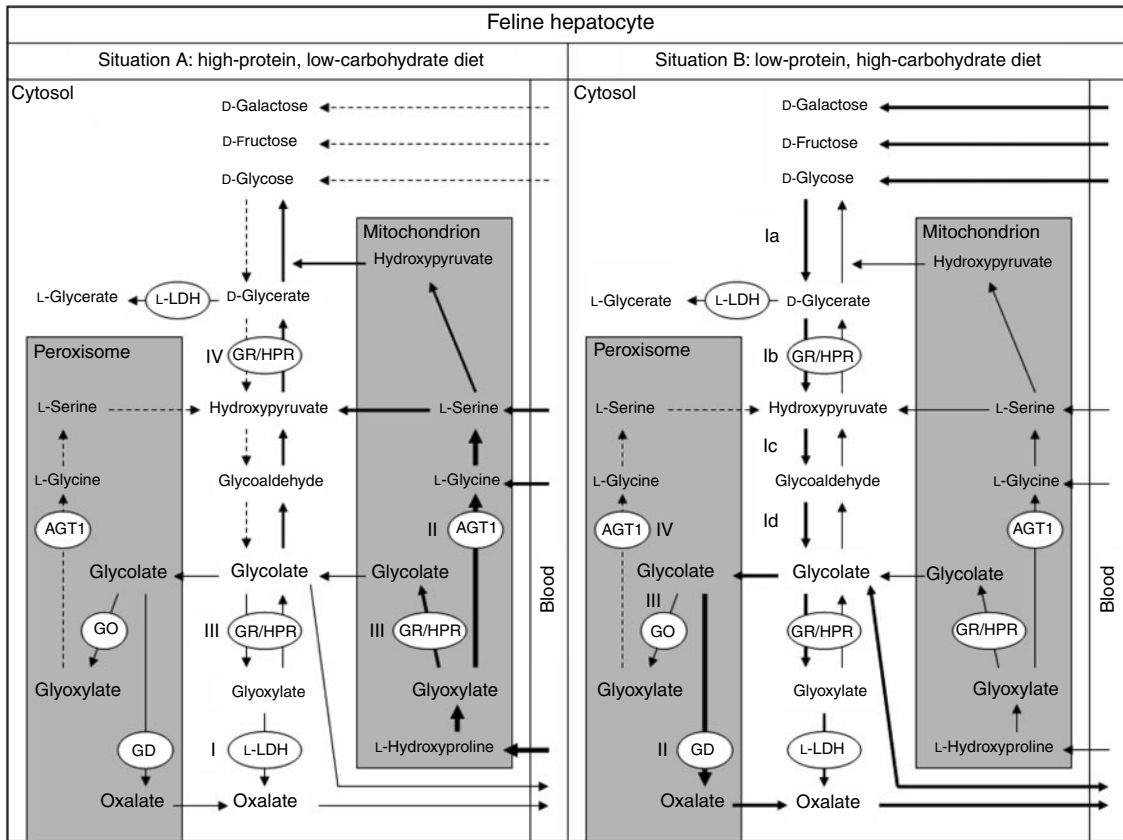 Feline hepatocyte
Situation A: high-protein, low-carbohydrate diet
Situation B: low-protein, high-carbohydrate diet
Cytosol
D-Galactose
D-Fructose
D-Glycose
Mitochondrion
Hydroxypyruvate
L-Glycerate
L-LDH
D-Glycerate
Peroxisome
IV
GR/HPR
L-Serine
Hydroxypyruvate
L-Serine
L-Glycine
Glycoaldehyde
L-Glycine
AGT1
II
AGT1
Glycolate
Glycolate
Glycolate
GO
III
GR/HPR
III
GR/HPR
Glyoxylate
Glyoxylate
Glyoxylate
GD
I
L-LDH
L-Hydroxyproline
Oxalate
Oxalate
Blood
Cytosol
D-Galactose
D-Fructose
D-Glycose
Ia
Mitochondrion
Hydroxypyruvate
L-Glycerate
L-LDH
D-Glycerate
Peroxisome
Ib
GR/HPR
L-Serine
Hydroxypyruvate
L-Serine
Ic
L-Glycine
Glycoaldehyde
L-Glycine
AGT1
IV
Id
AGT1
Glycolate
Glycolate
Glycolate
III
GO
GR/HPR
GR/HPR
Glyoxylate
Glyoxylate
Glyoxylate
II
GD
L-LDH
L-Hydroxyproline
Oxalate
Oxalate
Blood